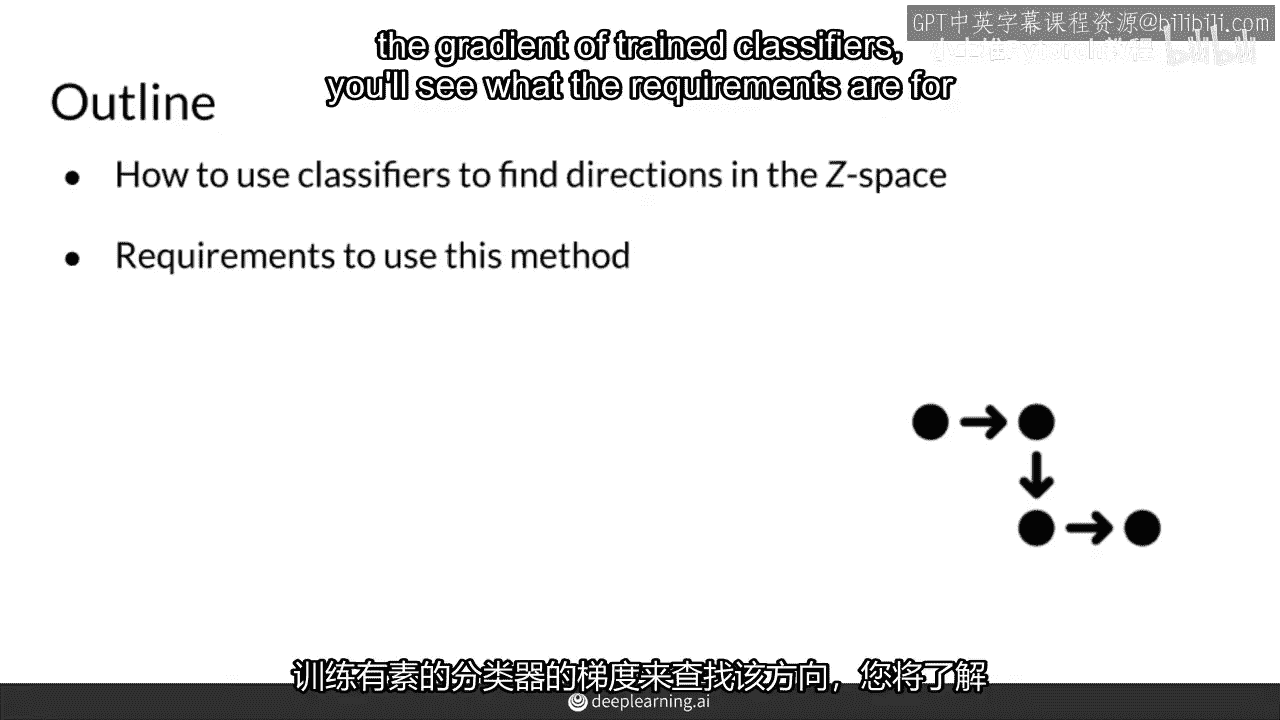 GPT中英字幕课程资源@bilibili.com
the gradient of trained classifiers,
you'll see what the requirements are for
Outline
• How to use classifiers to find directions in the Z-space
• Requirements to use this method
训练有素的分类器的梯度来查找该方向，您将了解
deeplearning.ai